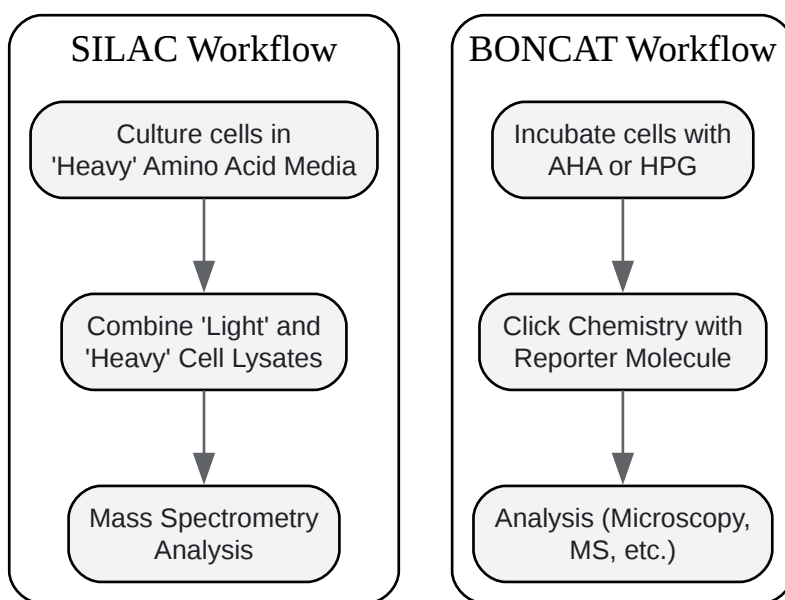 SILAC Workflow
Culture cells in
'Heavy' Amino Acid Media
Combine 'Light' and
'Heavy' Cell Lysates
Mass Spectrometry
Analysis
BONCAT Workflow
Incubate cells with
AHA or HPG
Click Chemistry with
Reporter Molecule
Analysis (Microscopy,
MS, etc.)